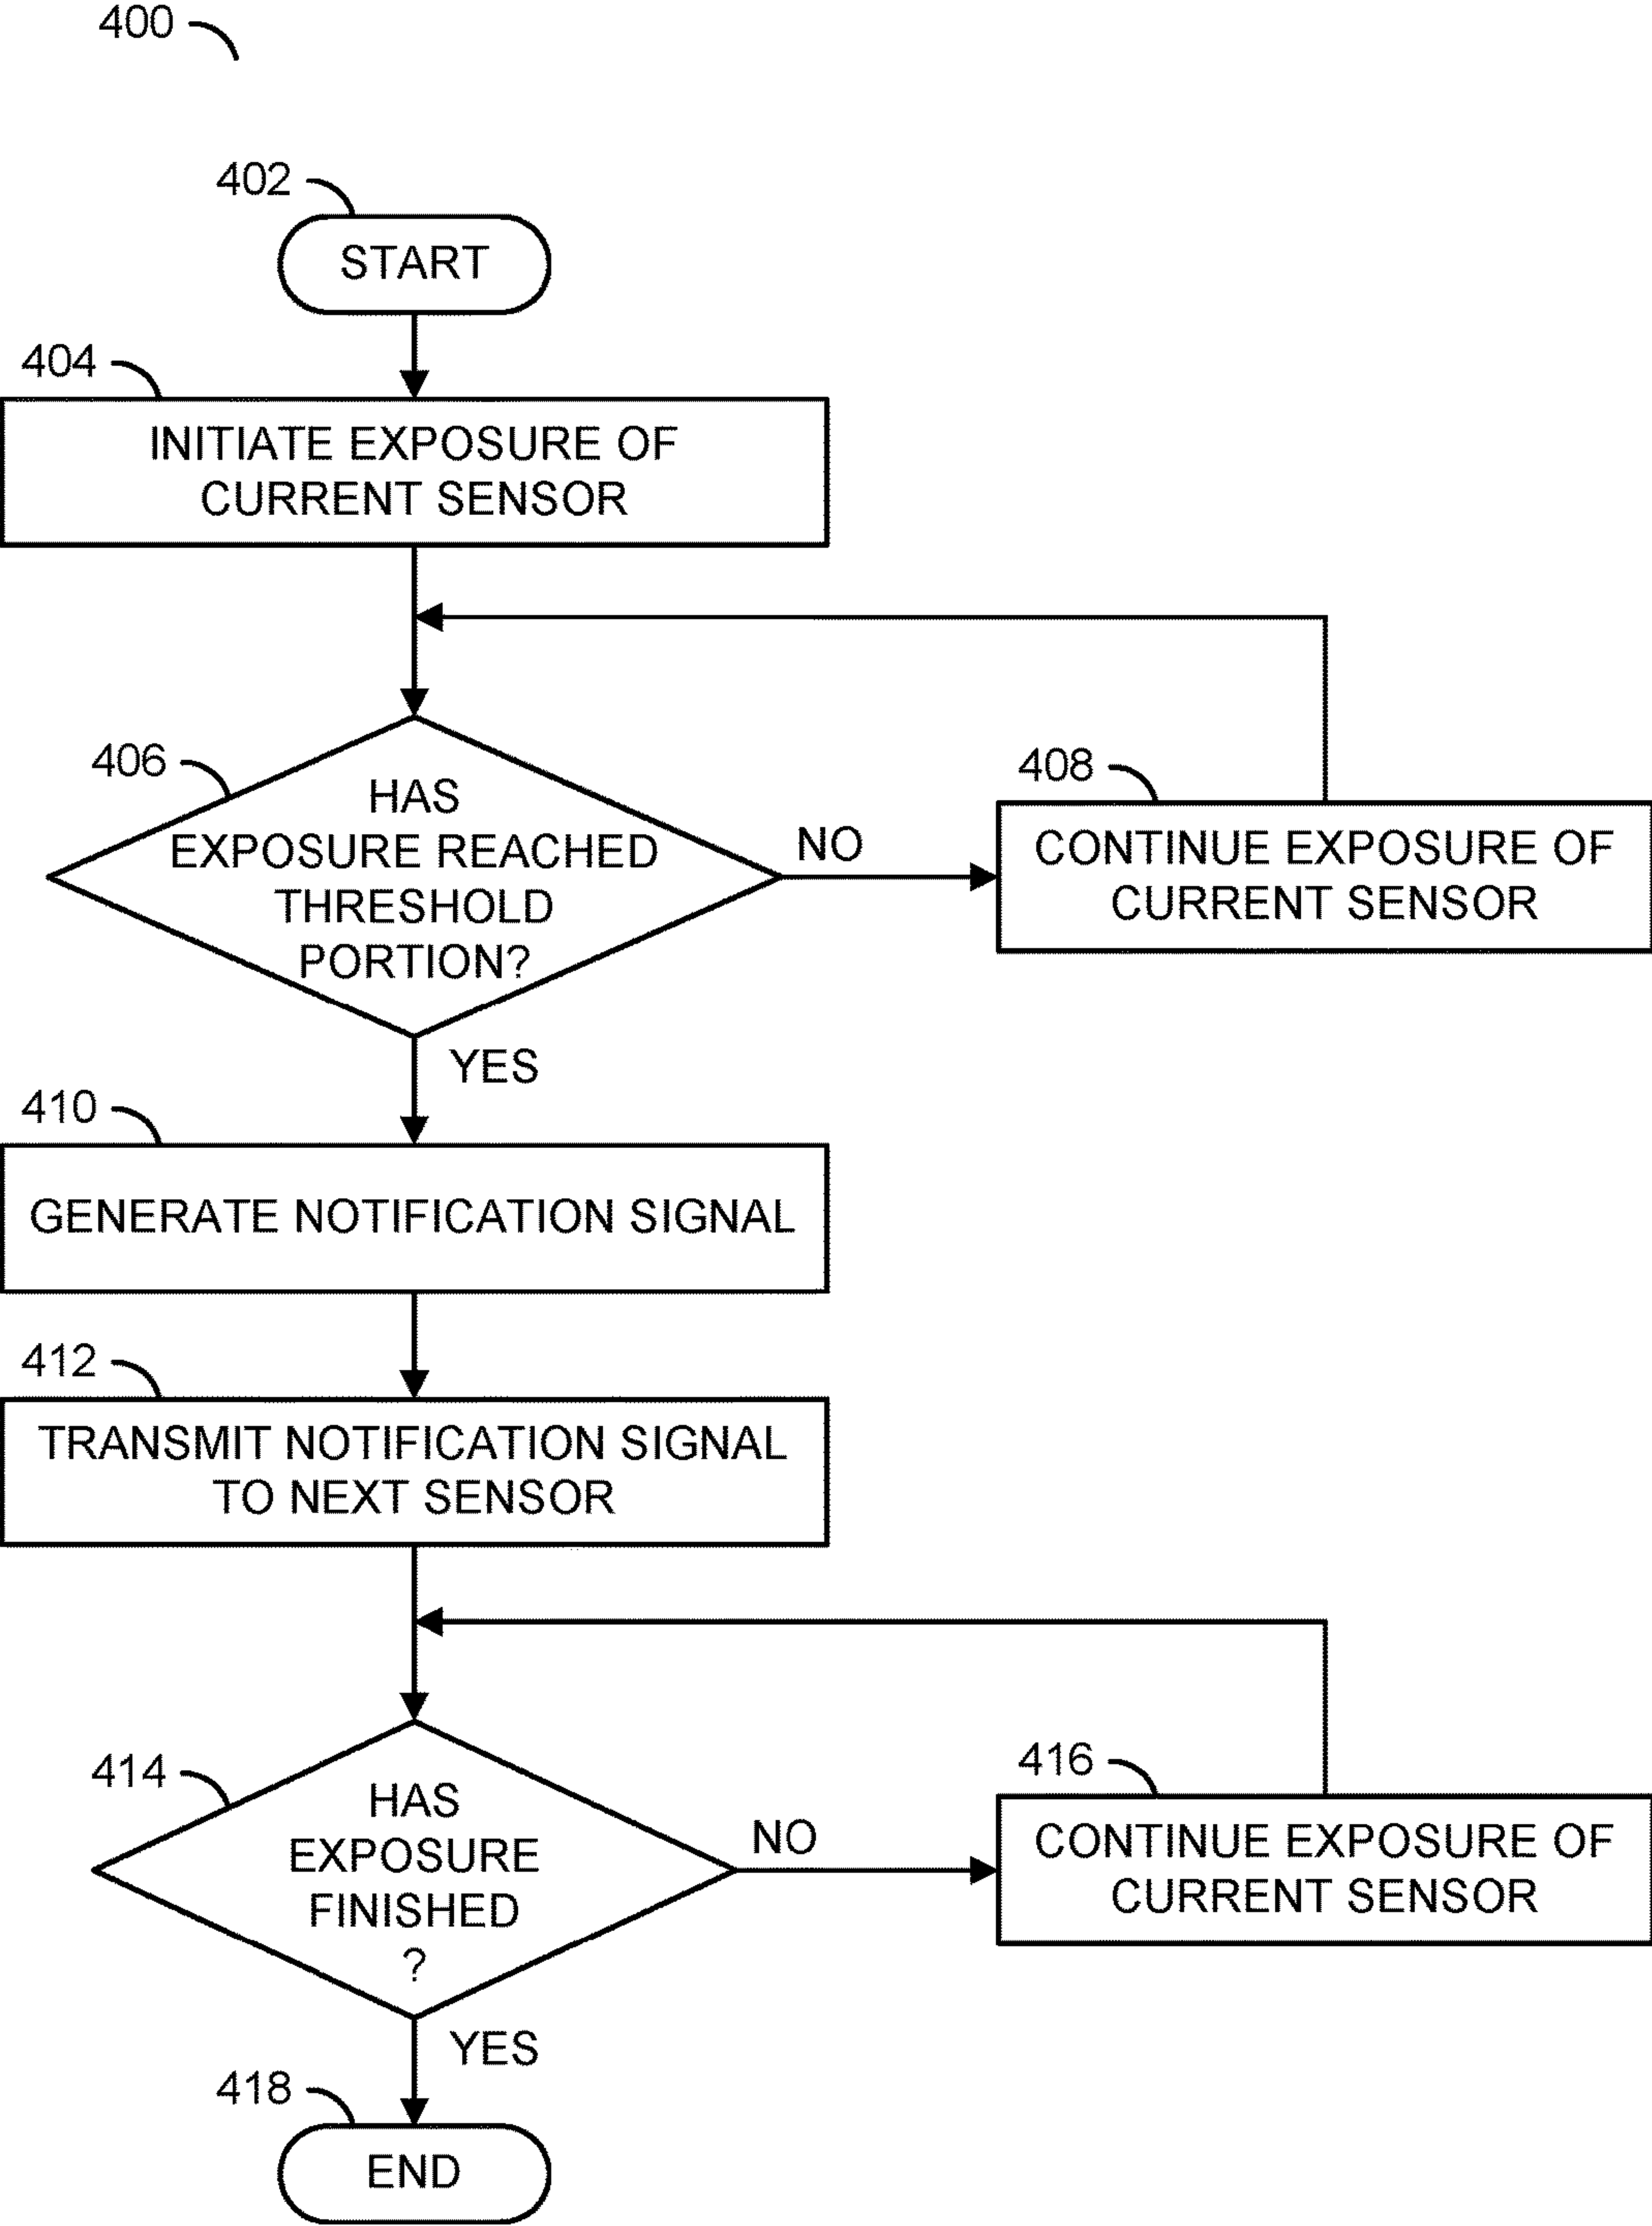 400
402
START
404
INITIATE EXPOSURE OF
CURRENT SENSOR
406
HAS
EXPOSURE REACHED
THRESHOLD
PORTION?
NO
408
CONTINUE EXPOSURE OF
CURRENT SENSOR
YES
410
GENERATE NOTIFICATION SIGNAL
412
TRANSMIT NOTIFICATION SIGNAL
TO NEXT SENSOR
414
HAS
EXPOSURE
FINISHED
?
NO
416
CONTINUE EXPOSURE OF
CURRENT SENSOR
YES
418
END